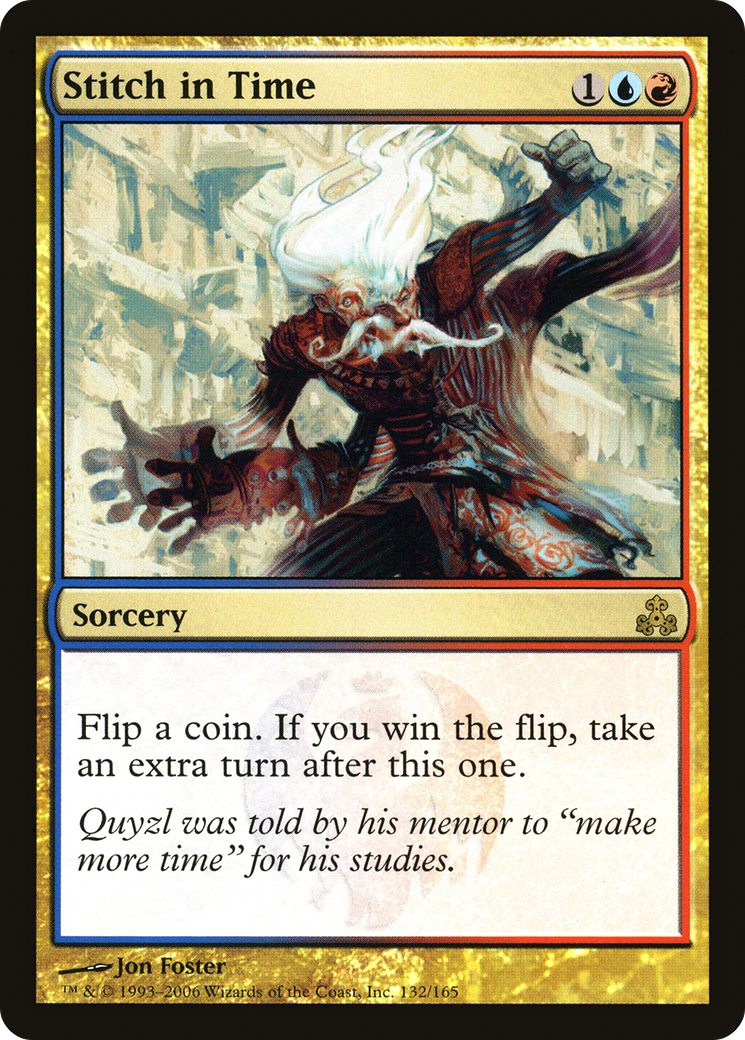 Stitch in Time
1
Sorcery
Flip a coin. If you win the flip, take
an extra turn after this one.
Quyzl was told by his mentor to “make
more time” for his studies.
Jon Foster
™ & © 1993–2006 Wizards of the Coast, Inc. 132/165